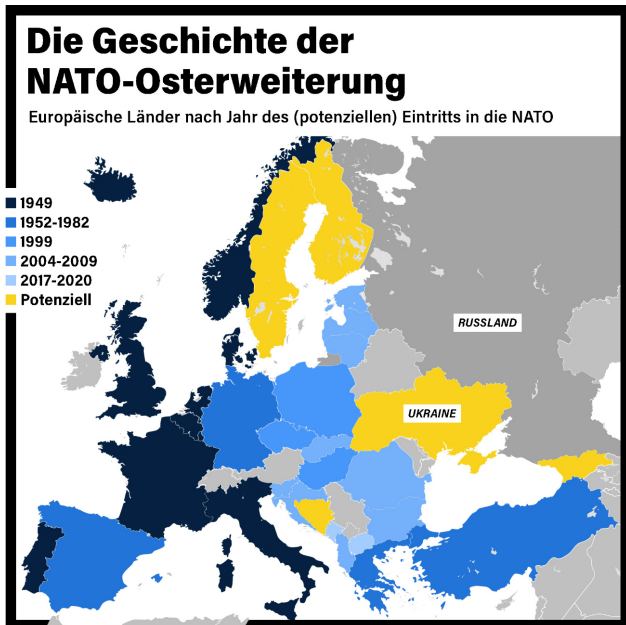 Die Geschichte der
NATO-Osterweiterung
Europäische Länder nach Jahr des (potenziellen) Eintritts in die NATO
1949
1952-1982
1999
2004-2009
2017-2020
Potenziell
RUSSLAND
UKRAINE